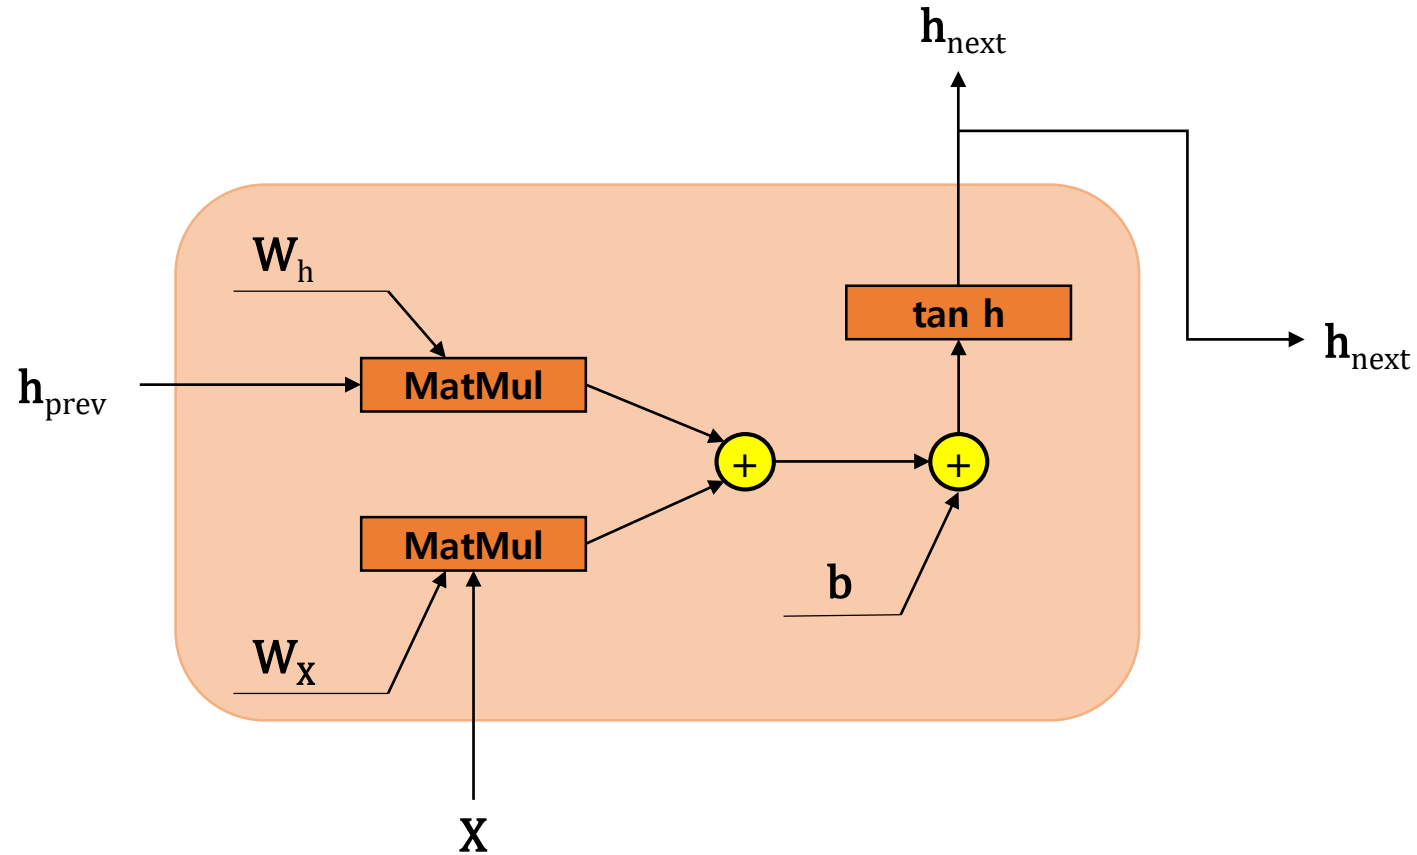 h_next
W_h
tan h
h_next
h_prev
MatMul
+
+
MatMul
b
W_X
X